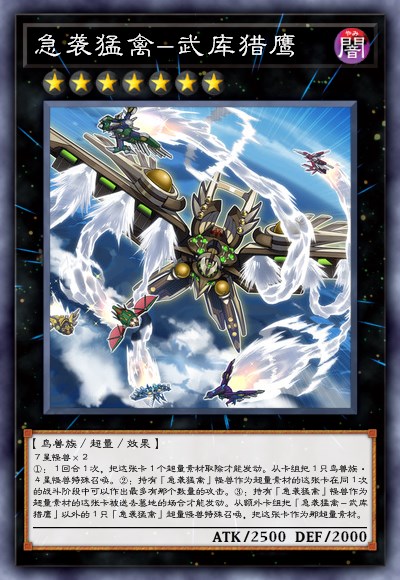 急袭猛禽-武库猎鹰
やみ
闇
【鸟兽族／超量／效果】
7星怪兽×2
①：1回合1次，把这张卡1个超量素材取除才能发动。从卡组把1只鸟兽族·
4星怪兽特殊召唤。②：持有「急袭猛禽」怪兽作为超量素材的这张卡在同1次
的战斗阶段中可以作出最多有那个数量的攻击。③：持有「急袭猛禽」怪兽作为
超量素材的这张卡被送去墓地的场合才能发动。从额外卡组把「急袭猛禽－武库
猎鹰」以外的1只「急袭猛禽」超量怪兽特殊召唤，把这张卡作为那超量素材。
ATK/2500 DEF/2000